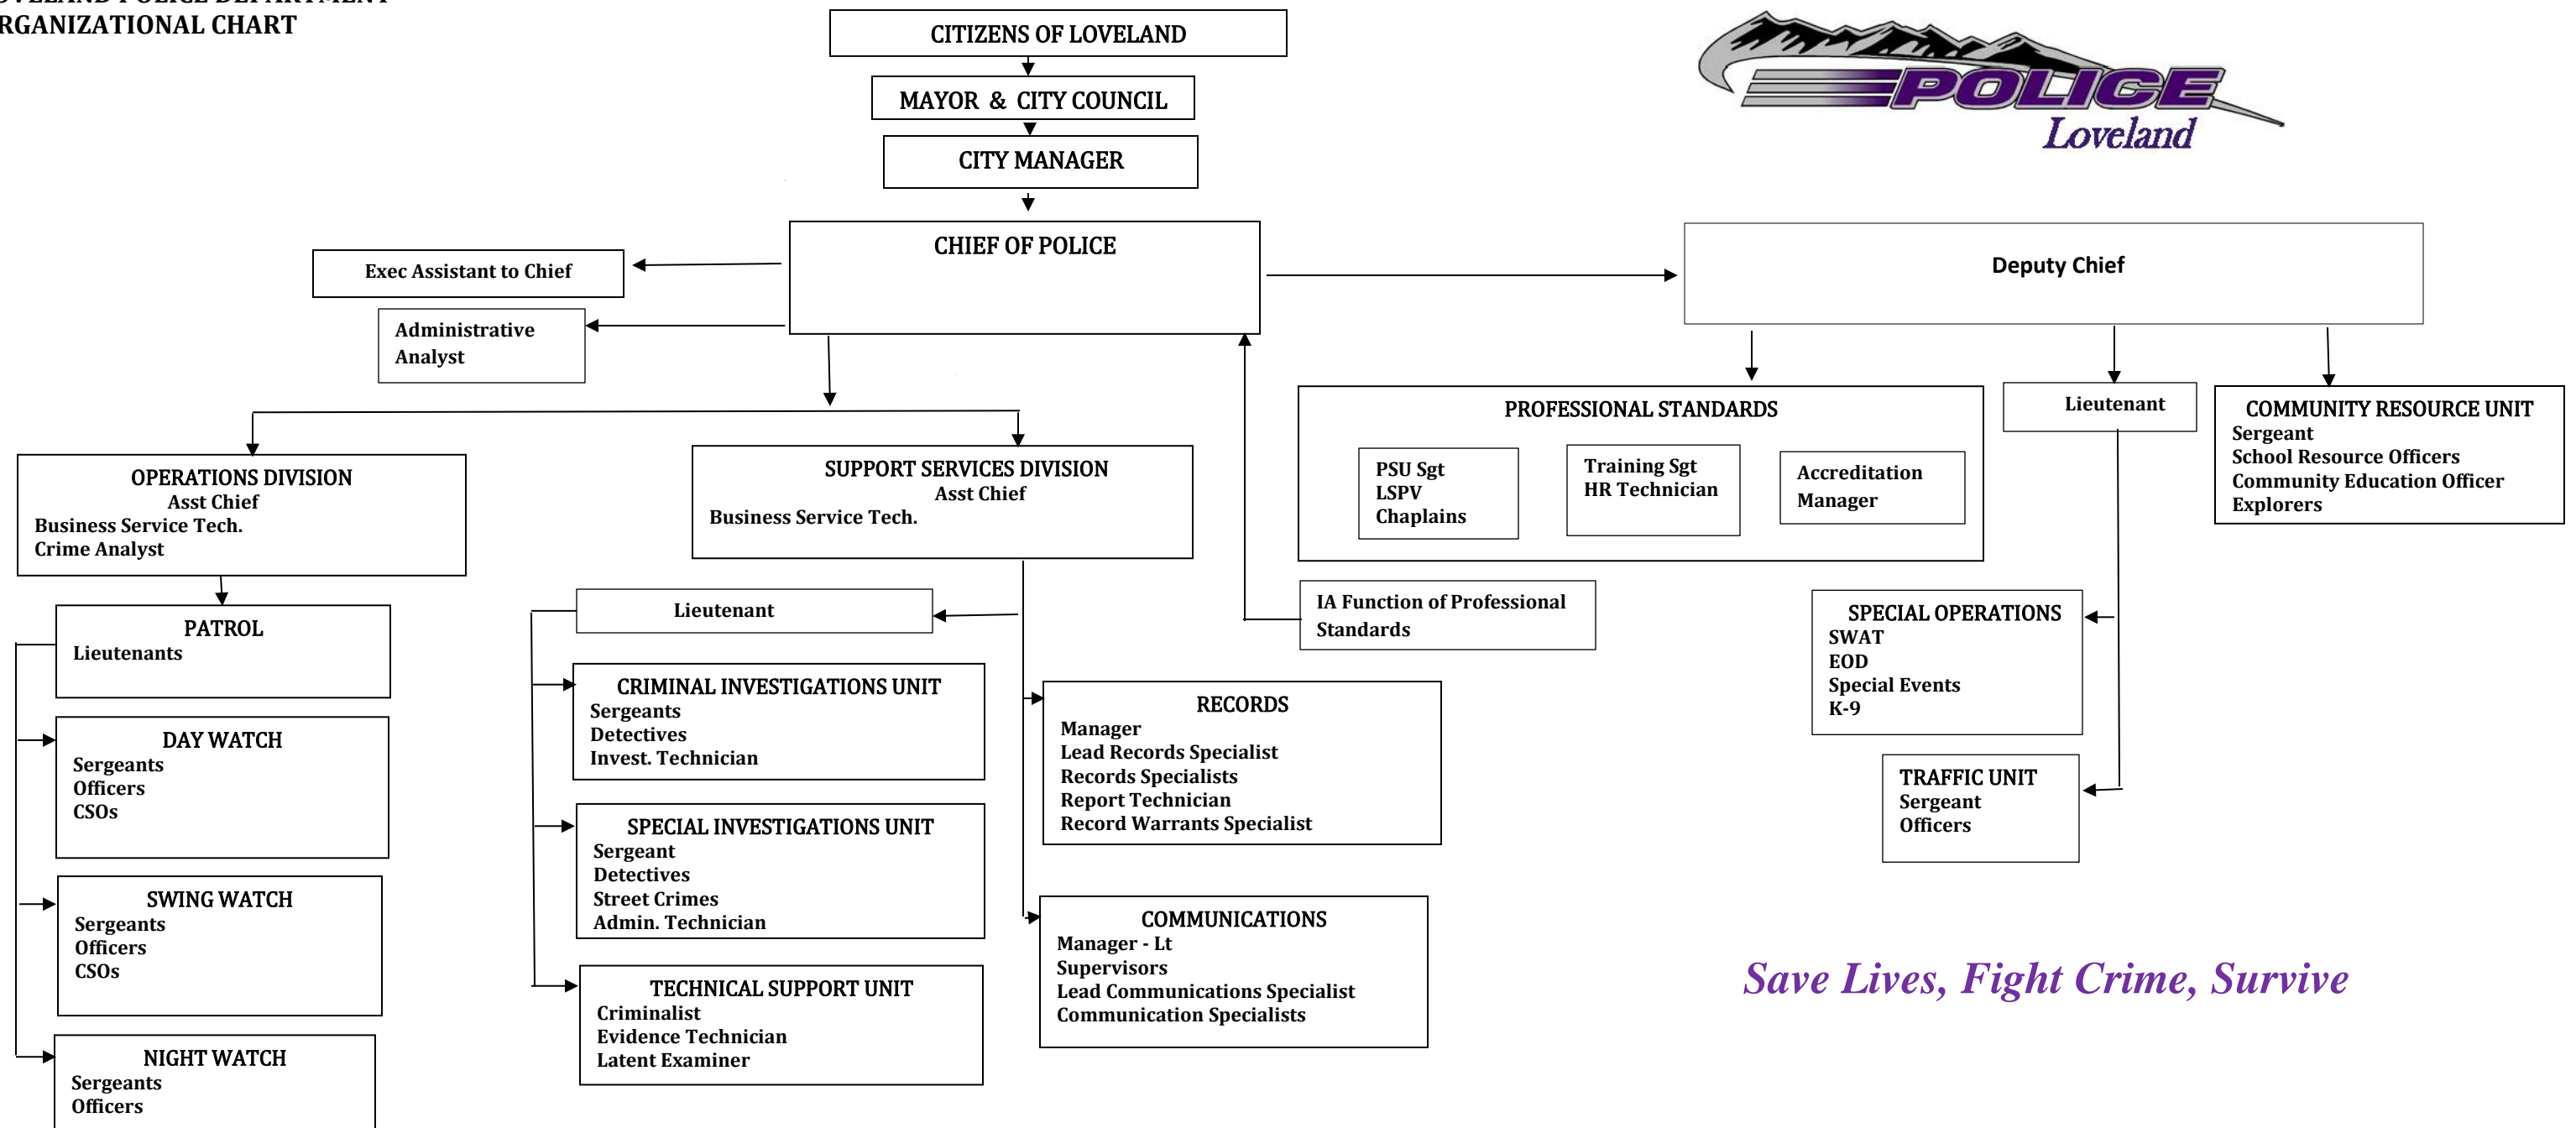 RGANIZATIONAL CHART
CITIZENS OF LOVELAND
MAYOR & CITY COUNCIL
CITY MANAGER
POLICE
Loveland
CHIEF OF POLICE
Exec Assistant to Chief
Administrative
Analyst
Deputy Chief
OPERATIONS DIVISION
Asst Chief
Business Service Tech.
Crime Analyst
SUPPORT SERVICES DIVISION
Asst Chief
Business Service Tech.
PROFESSIONAL STANDARDS
PSU Sgt
LSPV
Chaplains
Training Sgt
HR Technician
Accreditation
Manager
Lieutenant
COMMUNITY RESOURCE UNIT
Sergeant
School Resource Officers
Community Education Officer
Explorers
PATROL
Lieutenants
DAY WATCH
Sergeants
Officers
CSOs
SWING WATCH
Sergeants
Officers
CSOs
NIGHT WATCH
Sergeants
Officers
Lieutenant
CRIMINAL INVESTIGATIONS UNIT
Sergeants
Detectives
Invest. Technician
SPECIAL INVESTIGATIONS UNIT
Sergeant
Detectives
Street Crimes
Admin. Technician
TECHNICAL SUPPORT UNIT
Criminalist
Evidence Technician
Latent Examiner
RECORDS
Manager
Lead Records Specialist
Records Specialists
Report Technician
Record Warrants Specialist
COMMUNICATIONS
Manager - Lt
Supervisors
Lead Communications Specialist
Communication Specialists
IA Function of Professional
Standards
SPECIAL OPERATIONS
SWAT
EOD
Special Events
K-9
TRAFFIC UNIT
Sergeant
Officers
Save Lives, Fight Crime, Survive